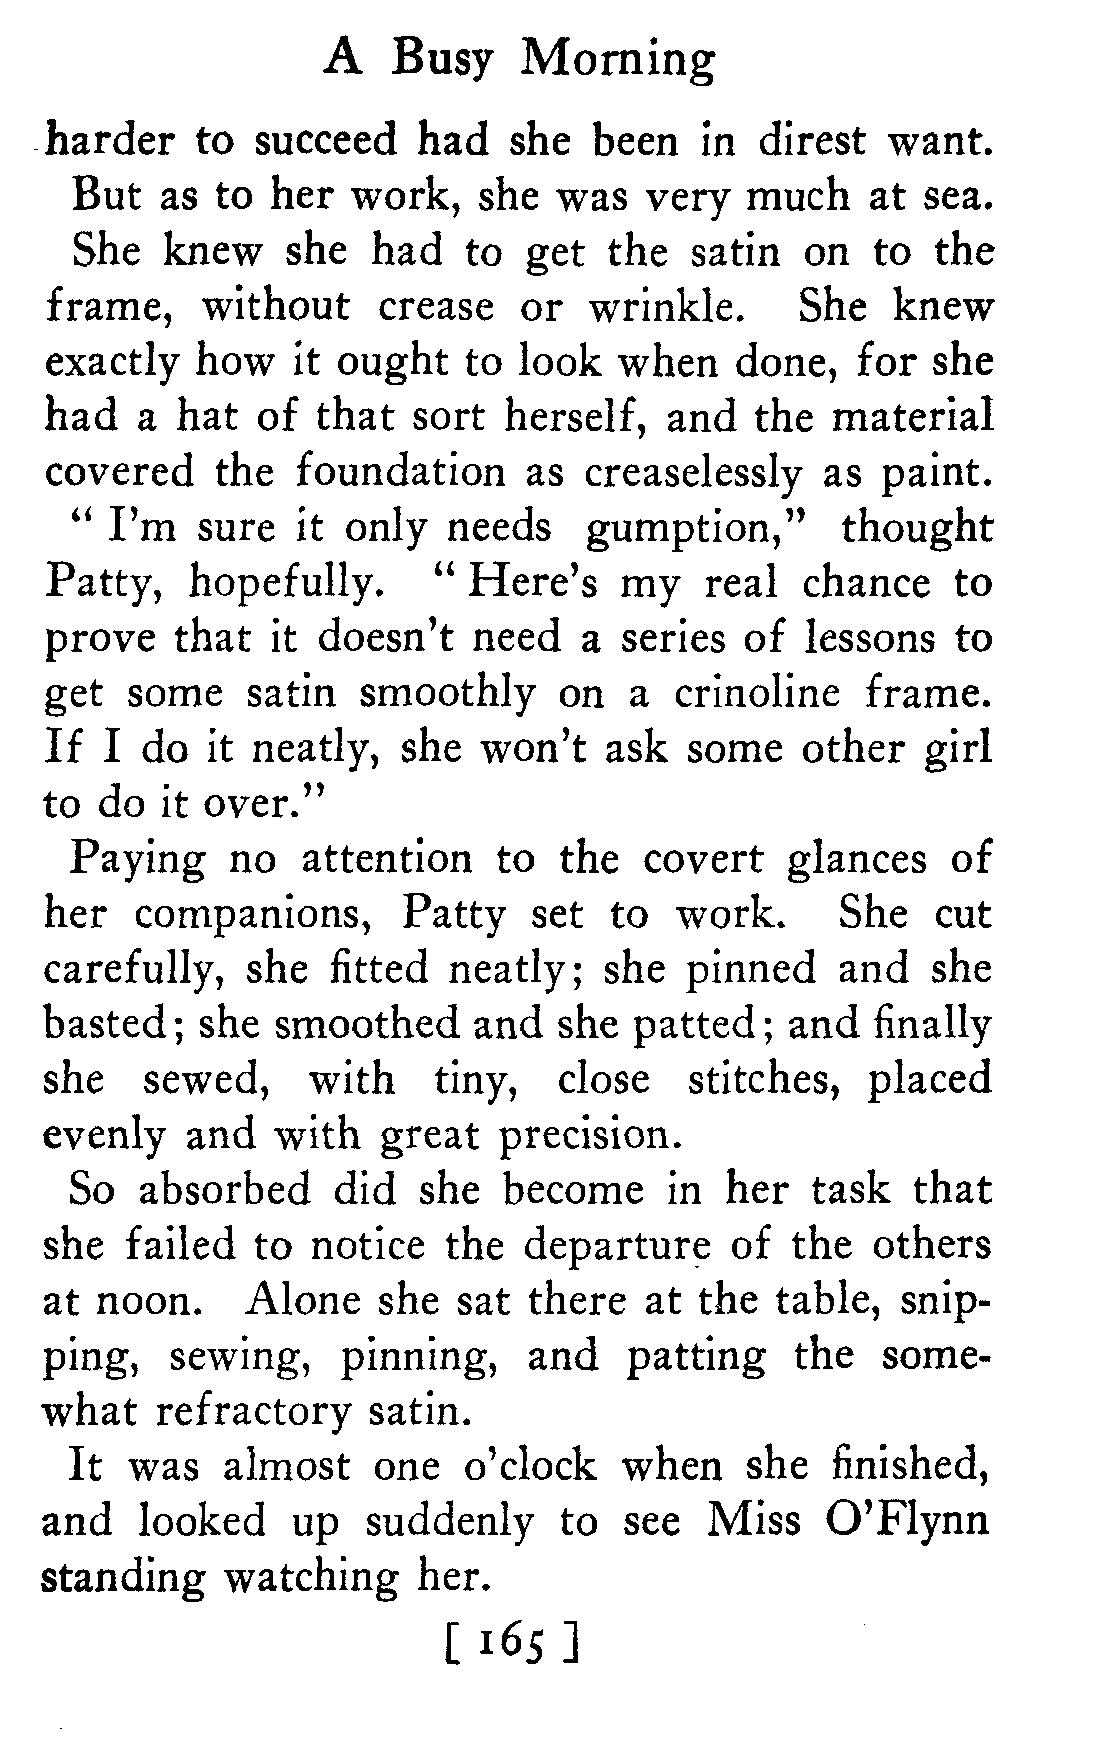 A Busy Morning
harder to succeed had she been in direst want.
But as to her work, she was very much at sea.
She knew she had to get the satin on to the
frame, without crease or wrinkle. She knew
exactly how it ought to look when done, for she
had a hat of that sort herself, and the material
covered the foundation as creaselessly as paint.
“ I’m sure it only needs gumption,” thought
Patty, hopefully. “ Here’s my real chance to
prove that it doesn’t need a series of lessons to
get some satin smoothly on a crinoline frame.
If I do it neatly, she won’t ask some other girl
to do it over.”
Paying no attention to the covert glances of
her companions, Patty set to work. She cut
carefully, she fitted neatly; she pinned and she
basted; she smoothed and she patted; and finally
she sewed, with tiny, close stitches, placed
evenly and with great precision.
So absorbed did she become in her task that
she failed to notice the departure of the others
at noon. Alone she sat there at the table, snip-
ping, sewing, pinning, and patting the some-
what refractory satin.
It was almost one o’clock when she finished,
and looked up suddenly to see Miss O’Flynn
standing watching her.
[ 165 ]